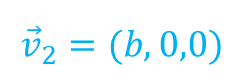 v⃗₂ = (b, 0,0)